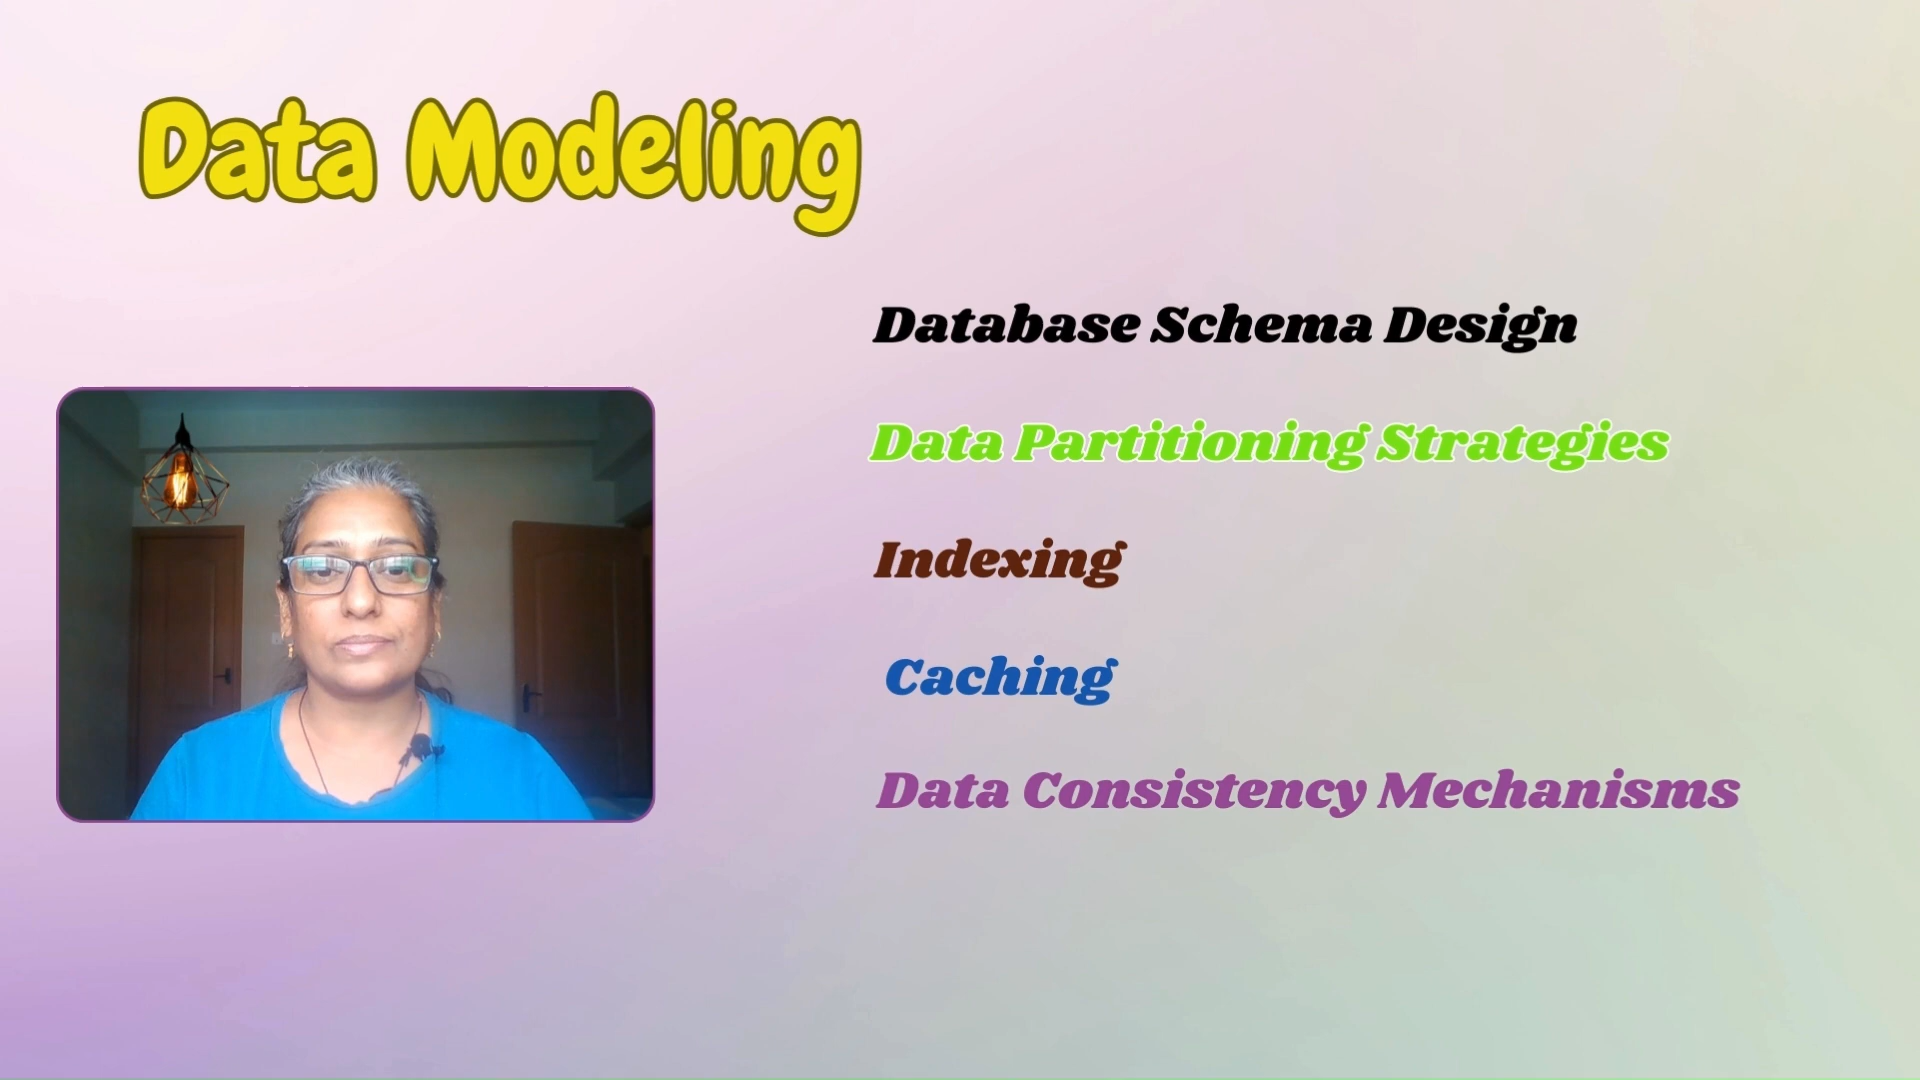 Data Modeling
Database Schema Design
Data Partitioning Strategies
Indexing
Caching
Data Consistency Mechanisms